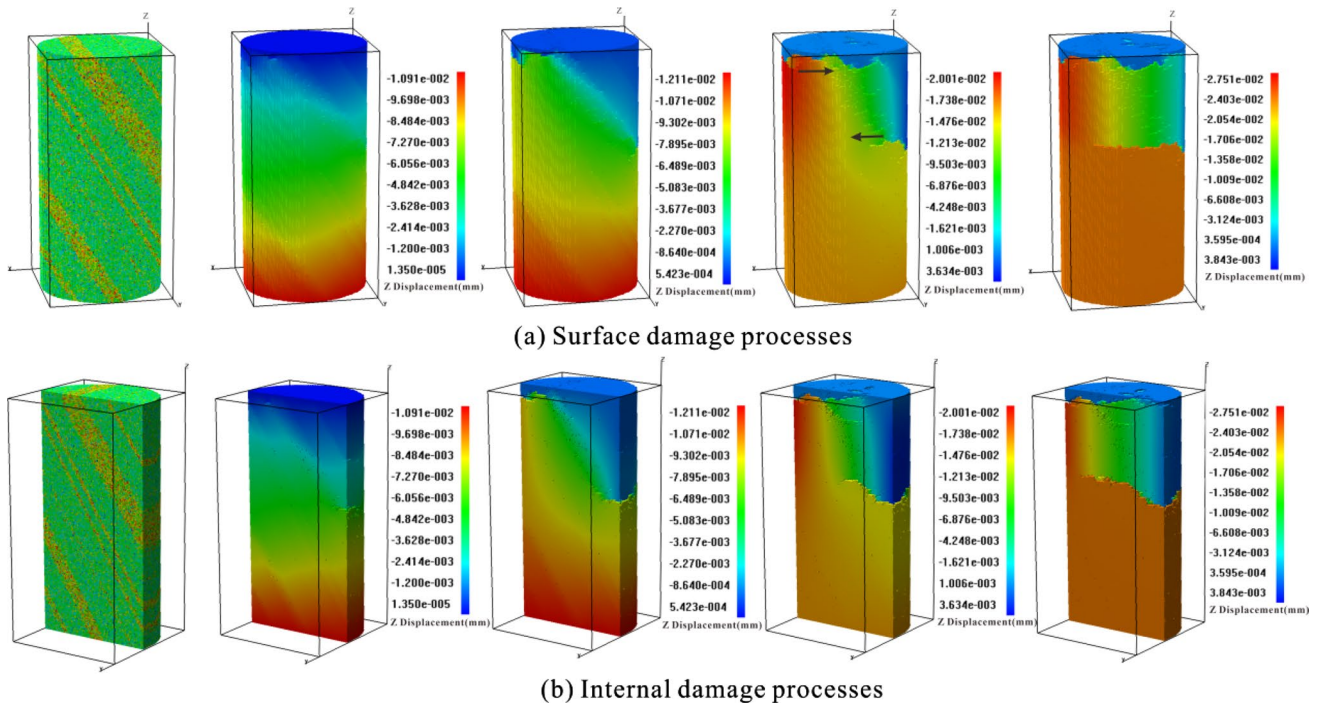 Z
Z
Z
Z
Z
-1.091e-002
-9.698e-003
-8.484e-003
-7.270e-003
-6.056e-003
-4.842e-003
-3.628e-003
-2.414e-003
-1.200e-003
1.350e-005
Z Displacement(mm)
-1.211e-002
-1.071e-002
-9.302e-003
-7.895e-003
-6.489e-003
-5.083e-003
-3.677e-003
-2.270e-003
-8.640e-004
5.423e-004
Z Displacement(mm)
-2.001e-002
-1.738e-002
-1.476e-002
-1.213e-002
-9.503e-003
-6.876e-003
-4.248e-003
-1.621e-003
1.006e-003
3.634e-003
Z Displacement(mm)
-2.751e-002
-2.403e-002
-2.054e-002
-1.706e-002
-1.358e-002
-1.009e-002
-6.608e-003
-3.124e-003
3.595e-004
3.843e-003
Z Displacement(mm)
(a) Surface damage processes
-1.091e-002
-9.698e-003
-8.484e-003
-7.270e-003
-6.056e-003
-4.842e-003
-3.628e-003
-2.414e-003
-1.200e-003
1.350e-005
Z Displacement(mm)
-1.211e-002
-1.071e-002
-9.302e-003
-7.895e-003
-6.489e-003
-5.083e-003
-3.677e-003
-2.270e-003
-8.640e-004
5.423e-004
Z Displacement(mm)
-2.001e-002
-1.738e-002
-1.476e-002
-1.213e-002
-9.503e-003
-6.876e-003
-4.248e-003
-1.621e-003
1.006e-003
3.634e-003
Z Displacement(mm)
-2.751e-002
-2.403e-002
-2.054e-002
-1.706e-002
-1.358e-002
-1.009e-002
-6.608e-003
-3.124e-003
3.595e-004
3.843e-003
Z Displacement(mm)
(b) Internal damage processes